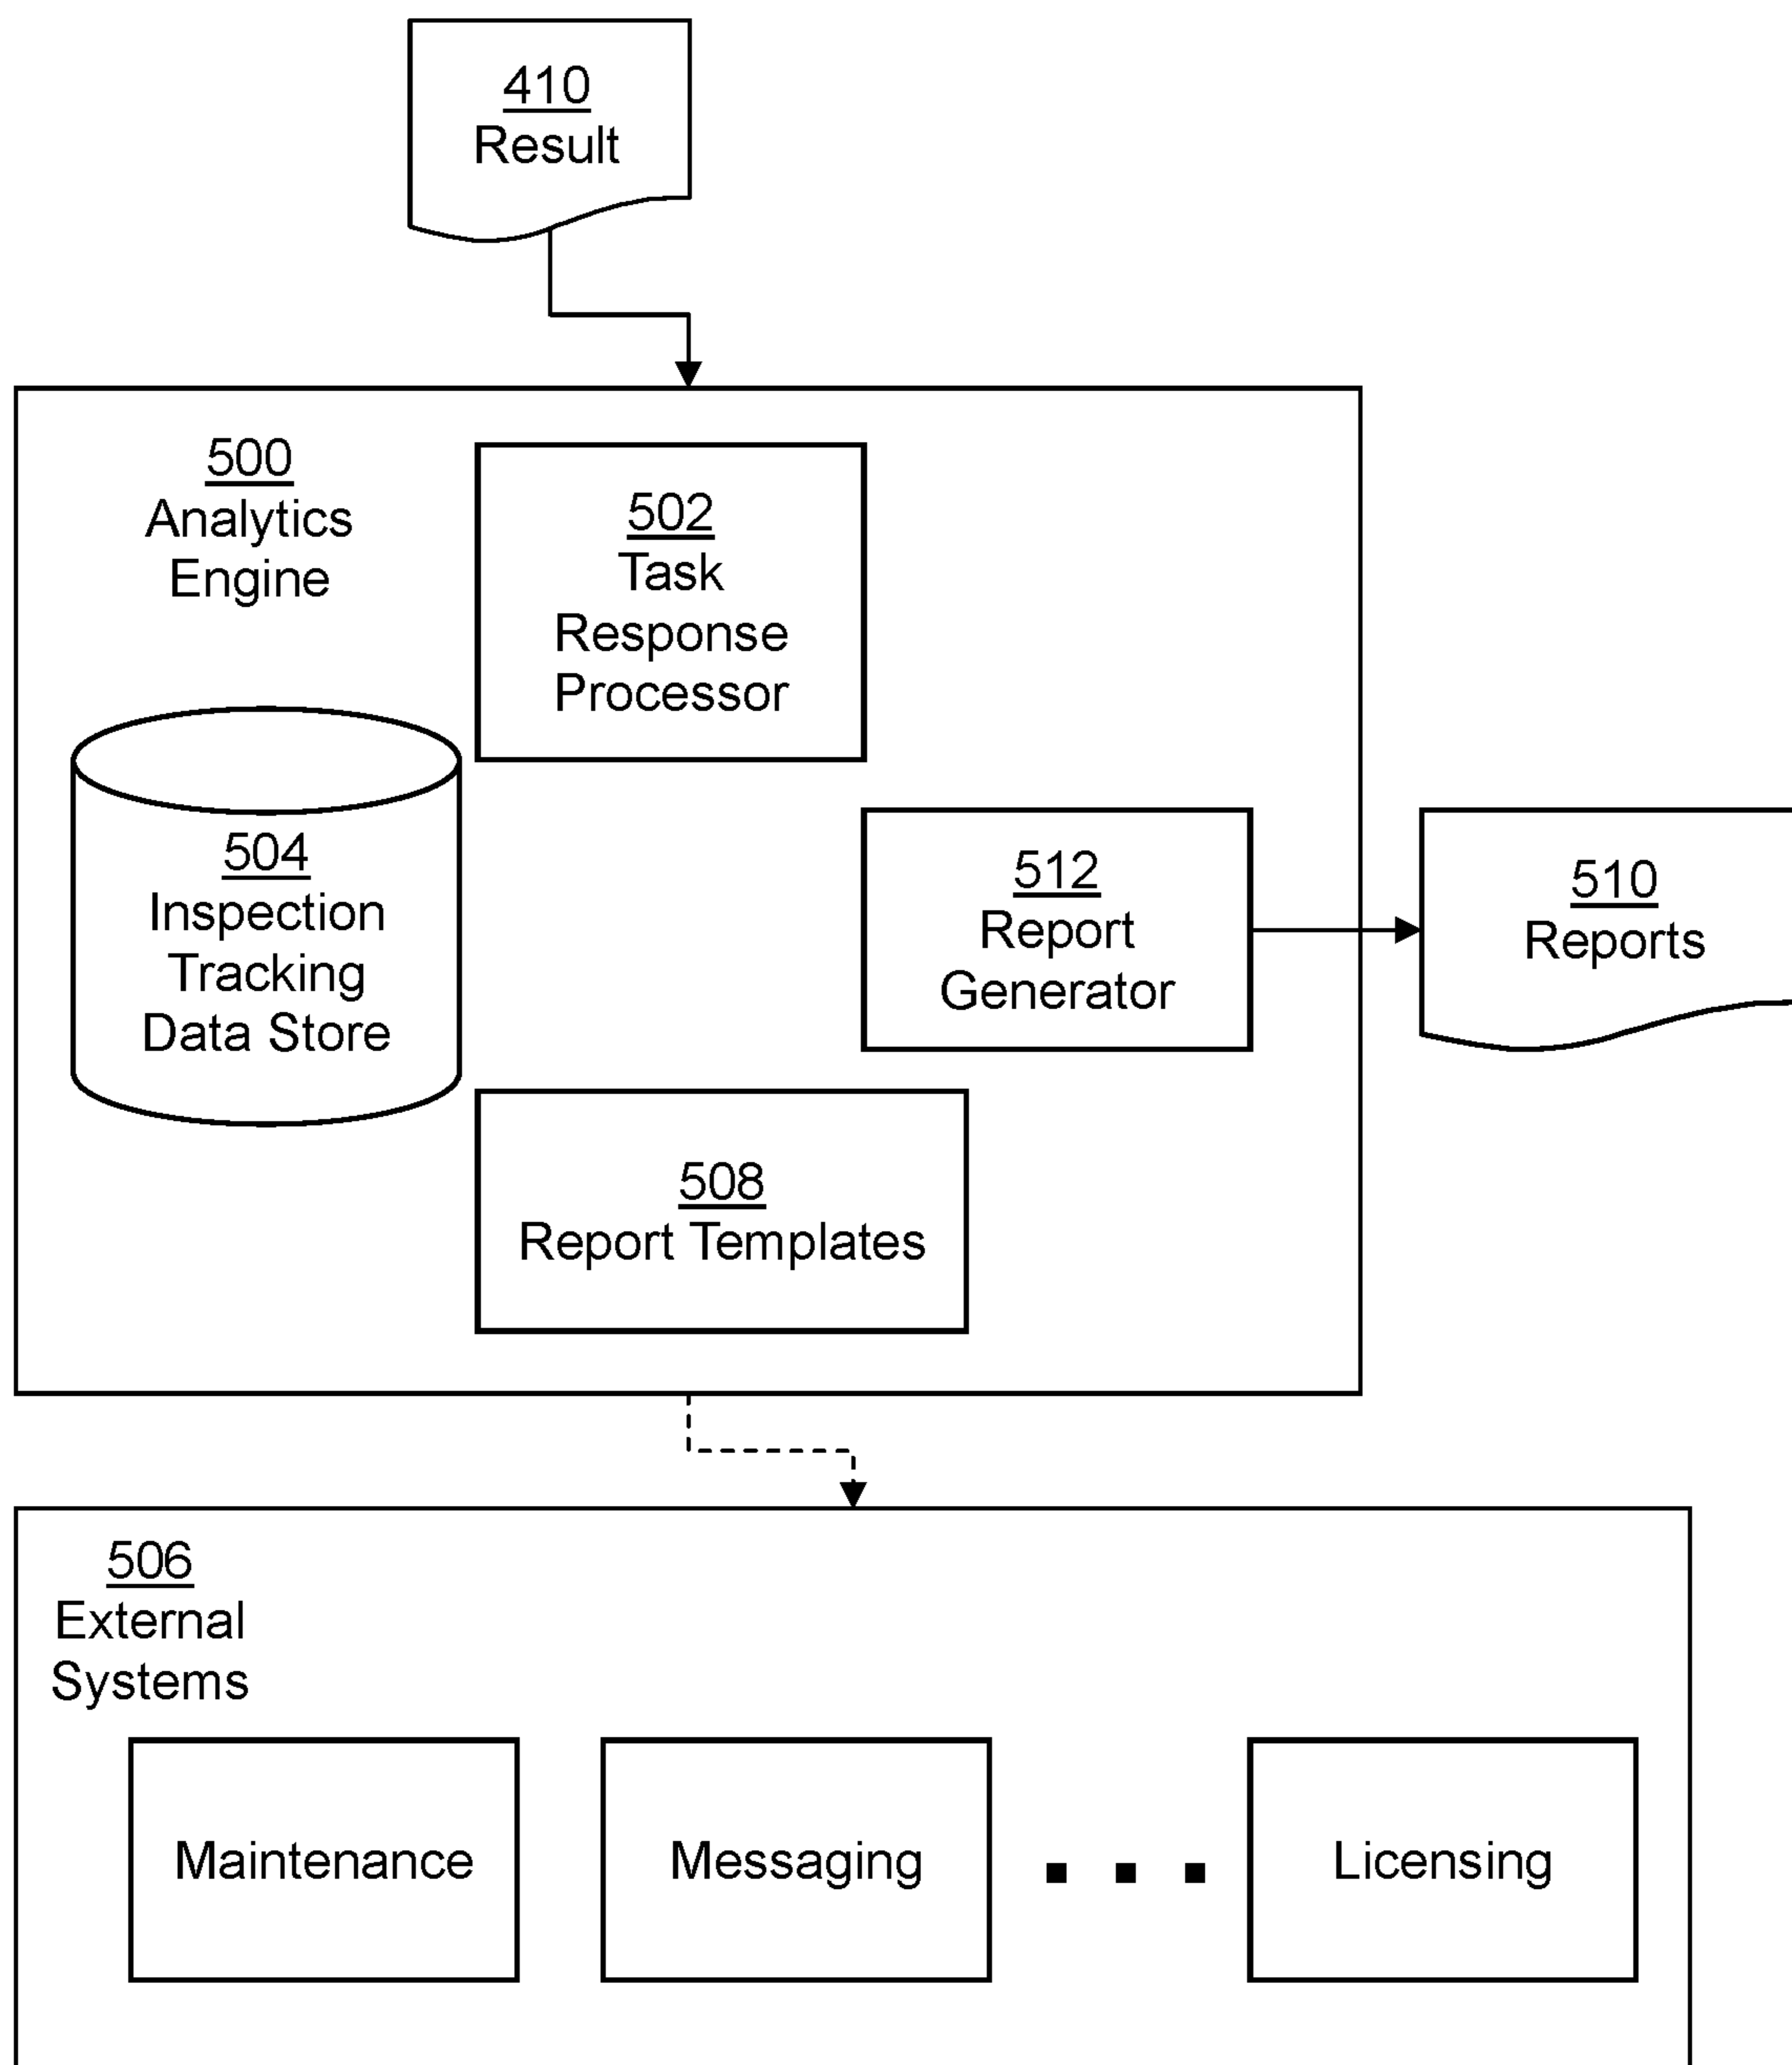 410
Result
500
Analytics
Engine
502
Task
Response
Processor
504
Inspection
Tracking
Data Store
512
Report
Generator
510
Reports
508
Report Templates
506
External
Systems
Maintenance
Messaging
Licensing